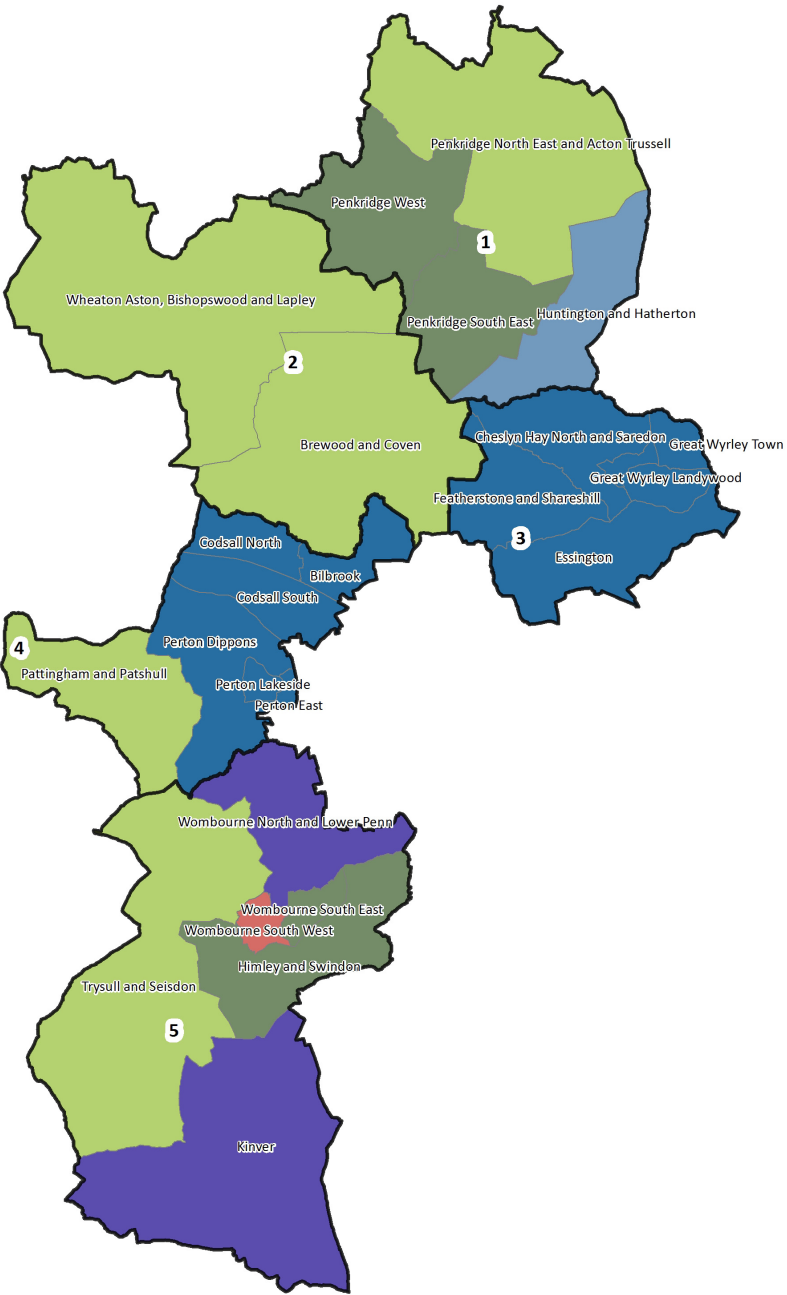 Penkridge North East and Acton Trussell
Penkridge West
1
Wheaton Aston, Bishopswood and Lapley
Huntington and Hatherton
Penkridge South East
2
Cheslyn Hay North and Saredon
Great Wyrley Town
Brewood and Coven
Great Wyrley Landywood
Featherstone and Shareshill
3
Codsall North
Essington
Bilbrook
Codsall South
Perton Dippons
4
Pattingham and Patshull
Perton Lakeside
Perton East
Wombourne North and Lower Penn
Wombourne South East
Wombourne South West
Himley and Swindon
Trysull and Seisdon
5
Kinver